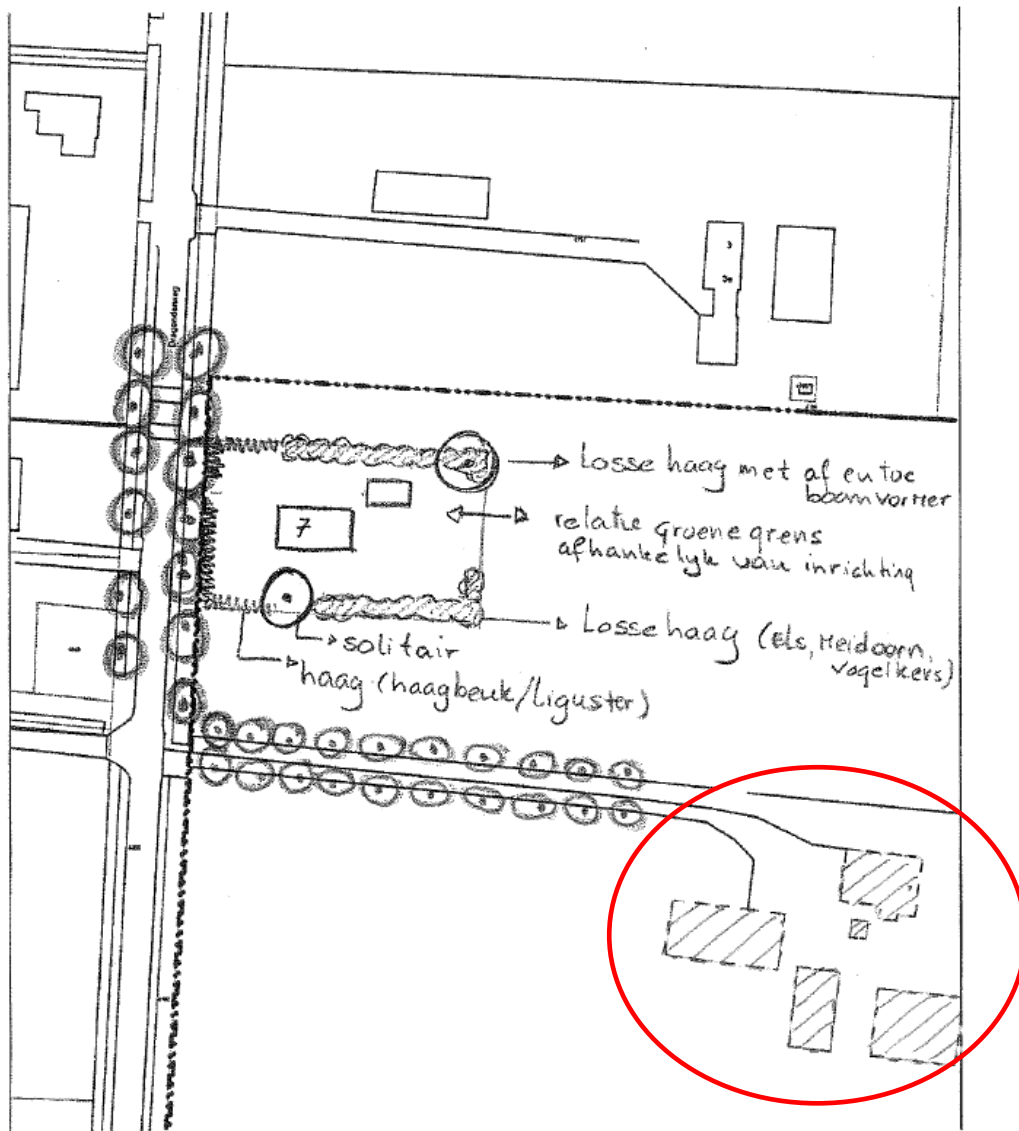 Losse haag met af en toe
boomvormer
relatie groene grens
afhankelijk van inrichting
7
Losse haag (Els, Meidoorn,
vogelkers)
solitair
haag (haagbeuk/Liguster)